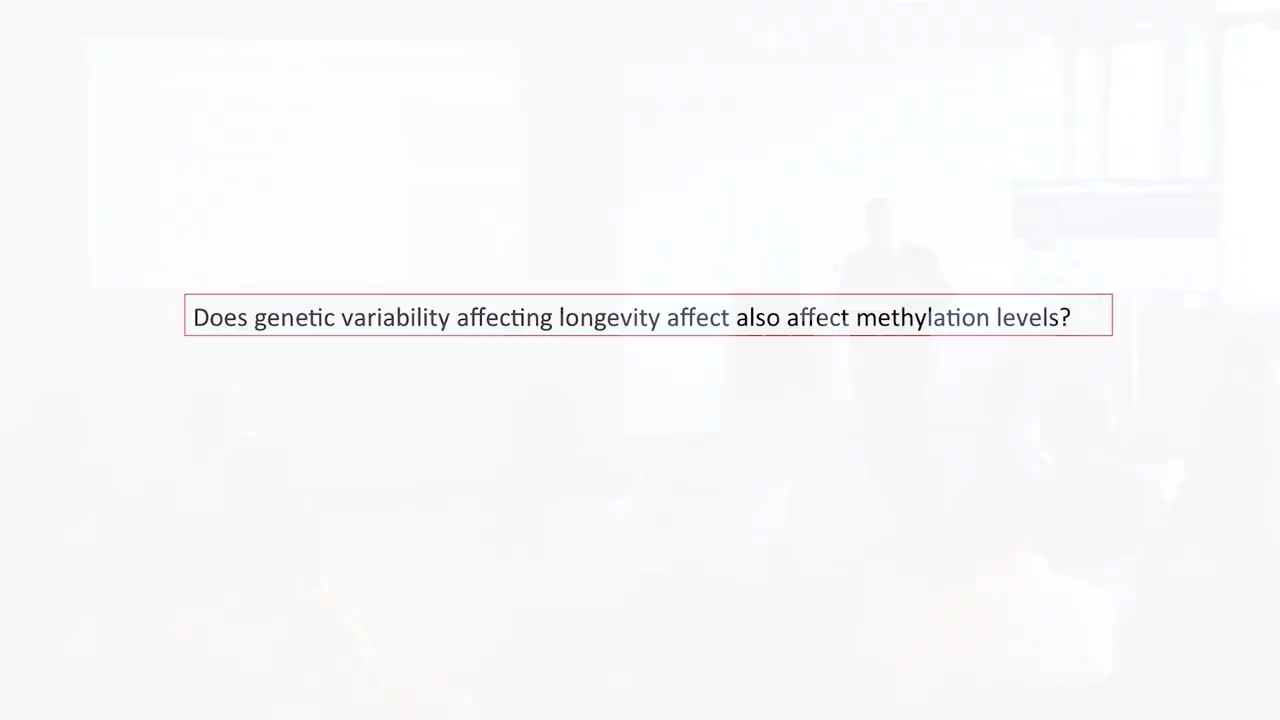 Does genetic variability affecting longevity affect also affect methylation levels?